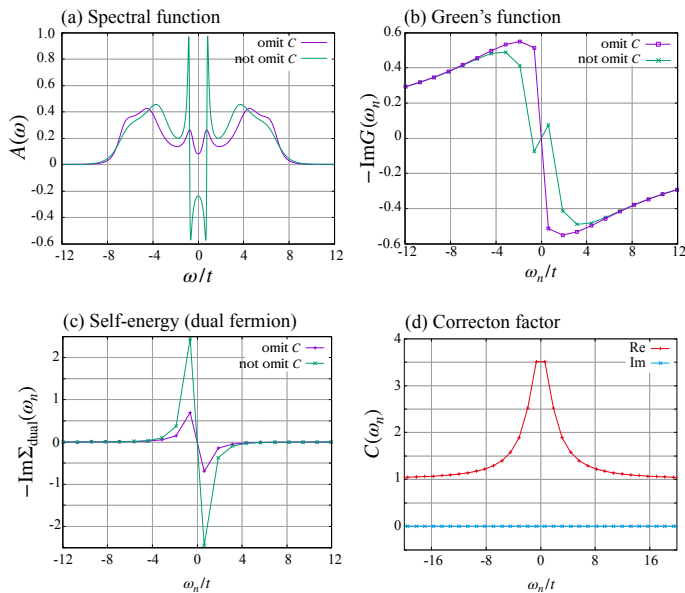 (a) Spectral function
omit C
not omit C
1
0.8
0.6
0.4
0.2
0
-0.2
-0.4
-0.6
A(ω)
-12 -8 -4 0 4 8 12
ω/t
(b) Green's function
omit C
not omit C
0.6
0.4
0.2
0
-0.2
-0.4
-0.6
−ImG(ωn)
-12 -8 -4 0 4 8 12
ωn/t
(c) Self-energy (dual fermion)
omit C
not omit C
2
1
0
-1
-2
−ImΣdual(ωn)
-12 -8 -4 0 4 8 12
ωn/t
(d) Correcton factor
Re
Im
4
3
2
1
0
C(ωn)
-16 -8 0 8 16
ωn/t